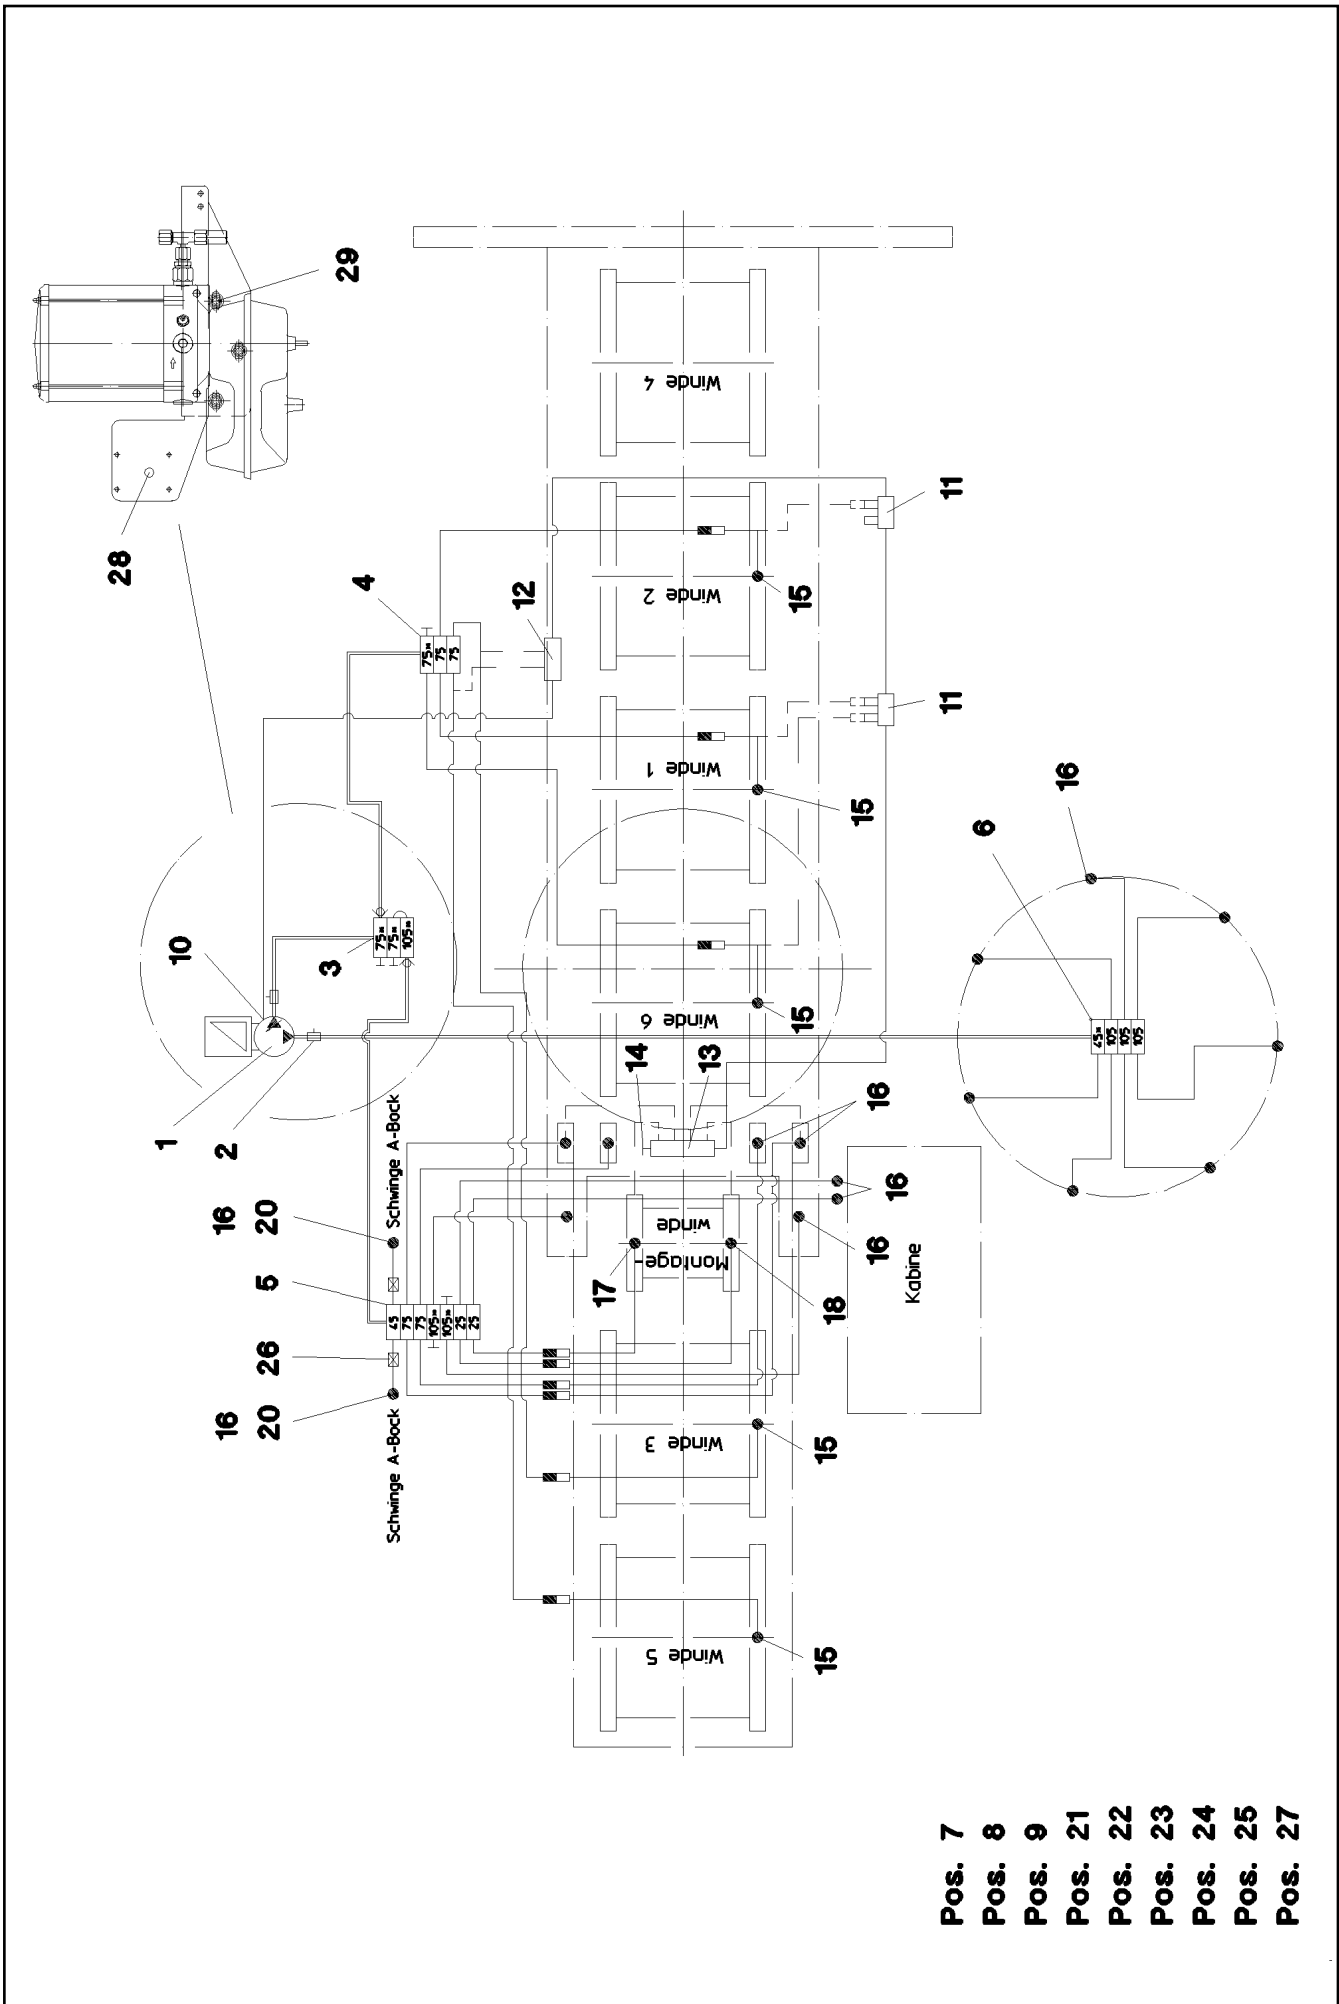 29
28
4
12
11
11
Winde 4
Winde 2
Winde 1
Winde 6
15
15
15
75×
75
75
16
6
10
3
75×
75×
105×
45×
105
105
105
14
13
1
2
Schwinge A-Bock
16
16
16
16
20
5
26
16
20
Schwinge A-Bock
45
75
75
105×
105×
25
25
17
18
Montage-
winde
Kabine
Winde 3
15
Winde 5
15
Pos. 7
Pos. 8
Pos. 9
Pos. 21
Pos. 22
Pos. 23
Pos. 24
Pos. 25
Pos. 27